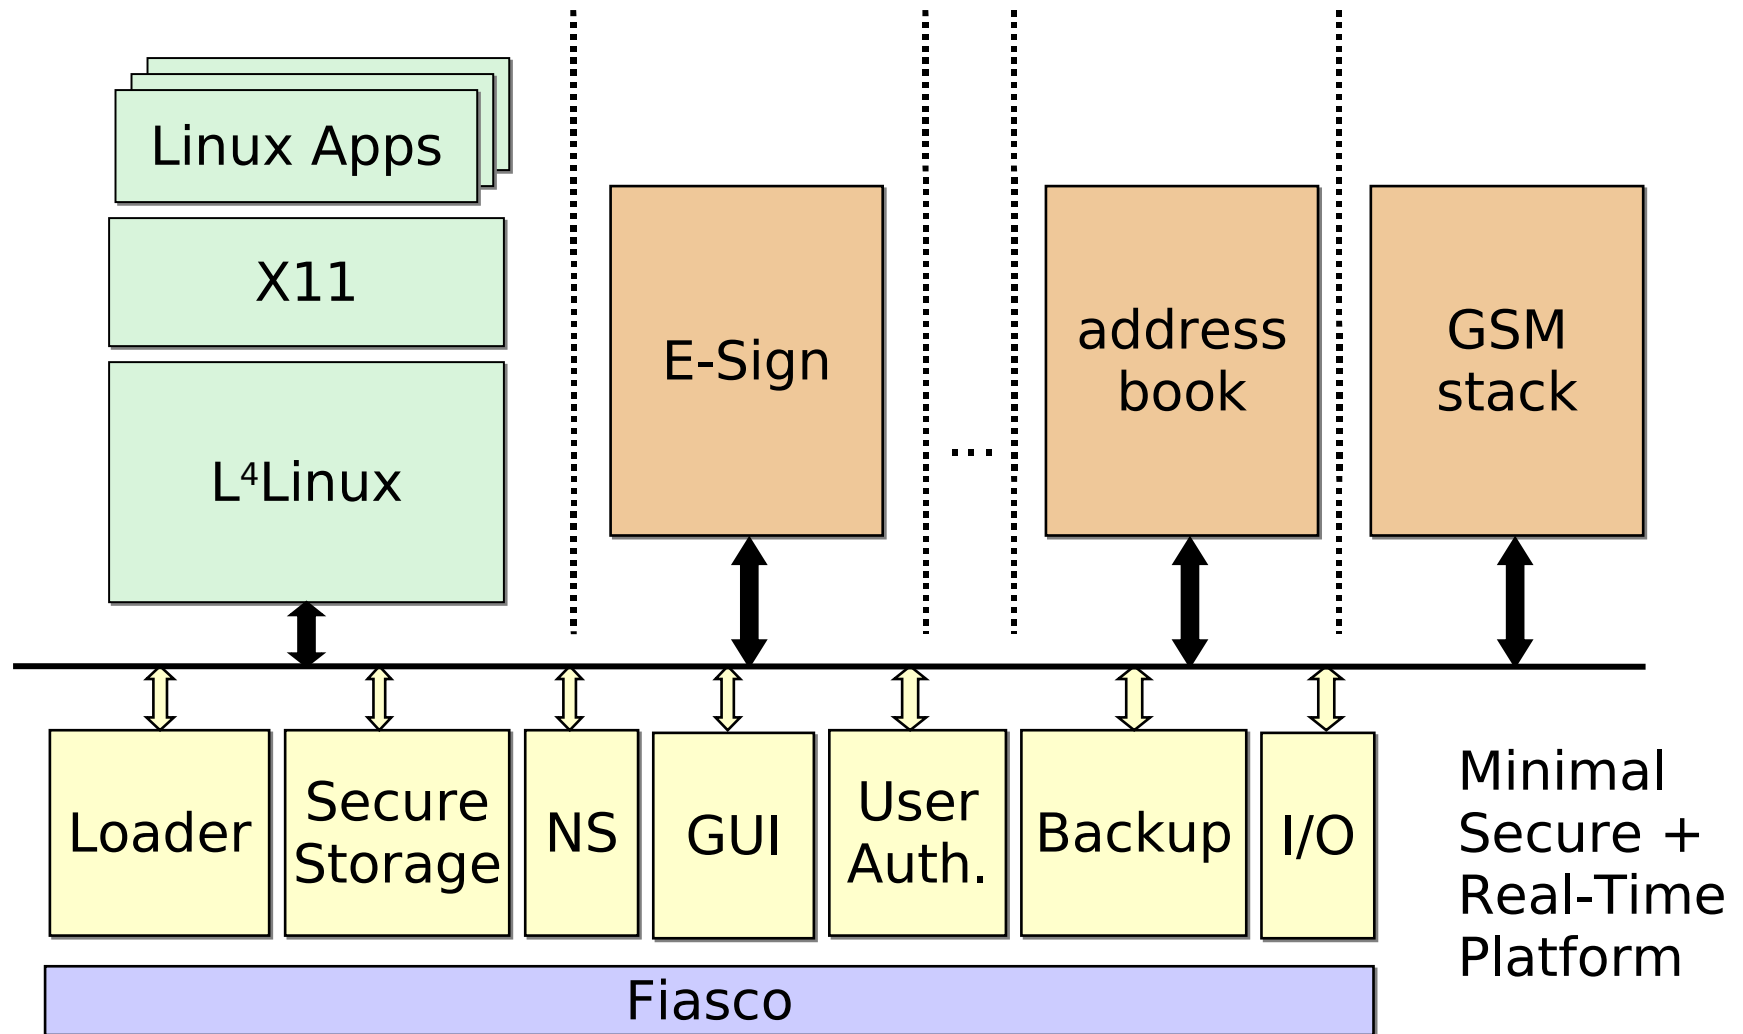 Linux Apps
X11
L⁴Linux
E-Sign
...
address
book
GSM
stack
Loader
Secure
Storage
NS
GUI
User
Auth.
Backup
I/O
Minimal
Secure +
Real-Time
Platform
Fiasco